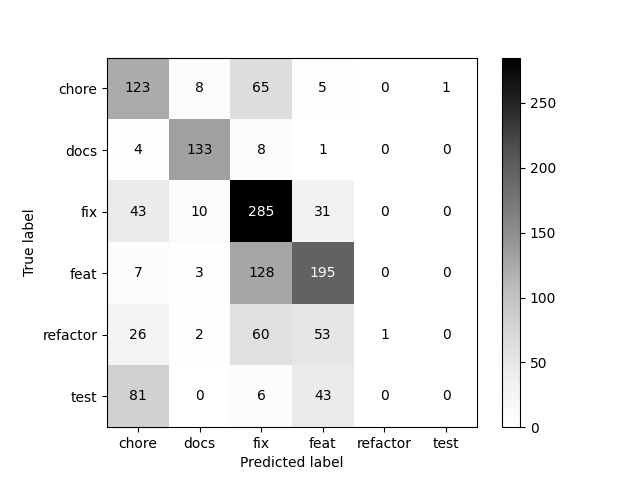 chore 123 8 65 5 0 1
docs 4 133 8 1 0 0
fix 43 10 285 31 0 0
feat 7 3 128 195 0 0
refactor 26 2 60 53 1 0
test 81 0 6 43 0 0
chore docs fix feat refactor test
Predicted label
True label
250
200
150
100
50
0